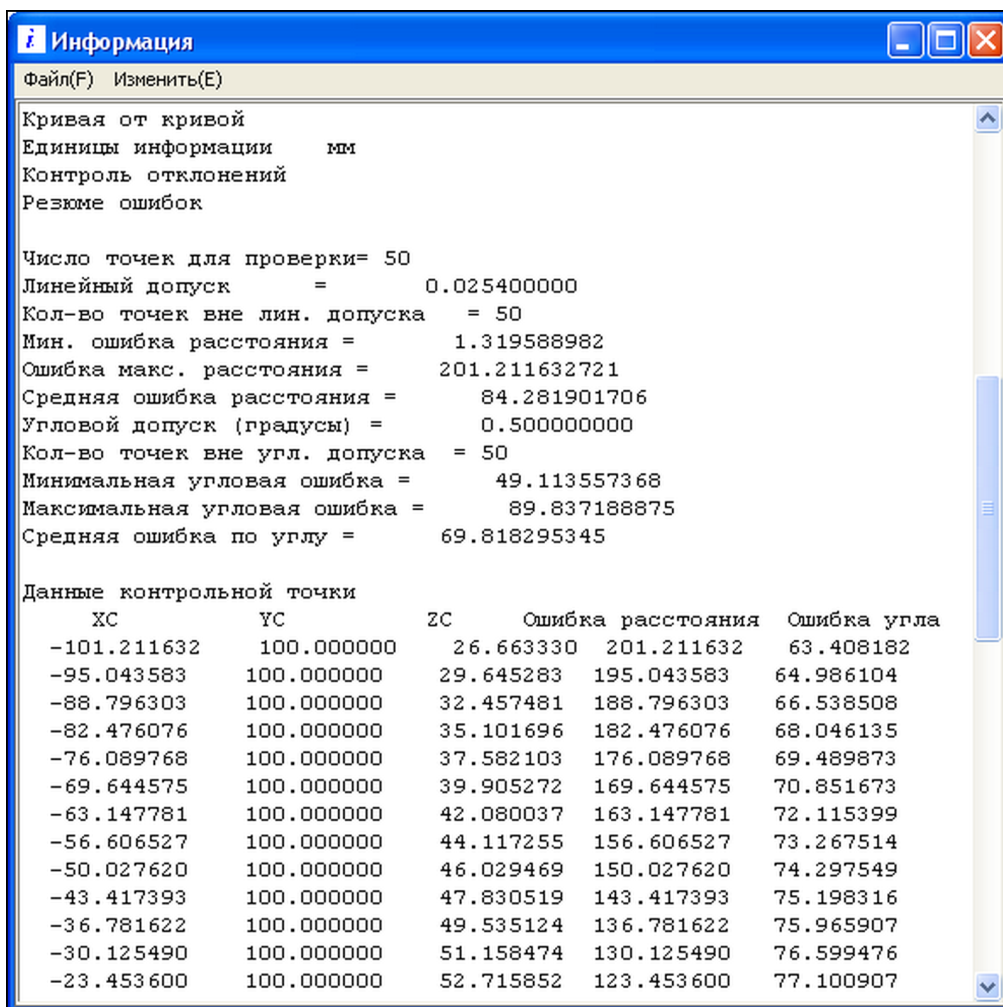 Информация
Файл(F) Изменить(E)
Кривая от кривой
Единицы информации мм
Контроль отклонений
Резюме ошибок
Число точек для проверки= 50
Линейный допуск = 0.025400000
Кол-во точек вне лин. допуска = 50
Мин. ошибка расстояния = 1.319588982
Ошибка макс. расстояния = 201.211632721
Средняя ошибка расстояния = 84.281901706
Угловой допуск (градусы) = 0.500000000
Кол-во точек вне угл. допуска = 50
Минимальная угловая ошибка = 49.113557368
Максимальная угловая ошибка = 89.837188875
Средняя ошибка по углу = 69.818295345
Данные контрольной точки
XC YC ZC Ошибка расстояния Ошибка угла
-101.211632 100.000000 26.663330 201.211632 63.408182
-95.043583 100.000000 29.645283 195.043583 64.986104
-88.796303 100.000000 32.457481 188.796303 66.538508
-82.476076 100.000000 35.101696 182.476076 68.046135
-76.089768 100.000000 37.582103 176.089768 69.489873
-69.644575 100.000000 39.905272 169.644575 70.851673
-63.147781 100.000000 42.080037 163.147781 72.115399
-56.606527 100.000000 44.117255 156.606527 73.267514
-50.027620 100.000000 46.029469 150.027620 74.297549
-43.417393 100.000000 47.830519 143.417393 75.198316
-36.781622 100.000000 49.535124 136.781622 75.965907
-30.125490 100.000000 51.158474 130.125490 76.599476
-23.453600 100.000000 52.715852 123.453600 77.100907